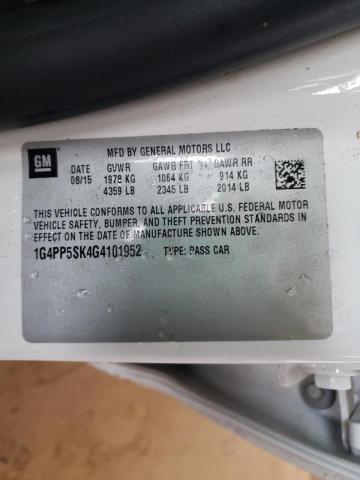 GM
MFD BY GENERAL MOTORS LLC
DATE GVWR GAWR FRT GAWR RR
08/15 1978 KG 1064 KG 914 KG
4359 LB 2345 LB 2014 LB
THIS VEHICLE CONFORMS TO ALL APPLICABLE U.S. FEDERAL MOTOR
VEHICLE SAFETY, BUMPER, AND THEFT PREVENTION STANDARDS IN
EFFECT ON THE DATE OF MANUFACTURE SHOWN ABOVE.
1G4PP5SK4G4101952 TYPE: PASS CAR